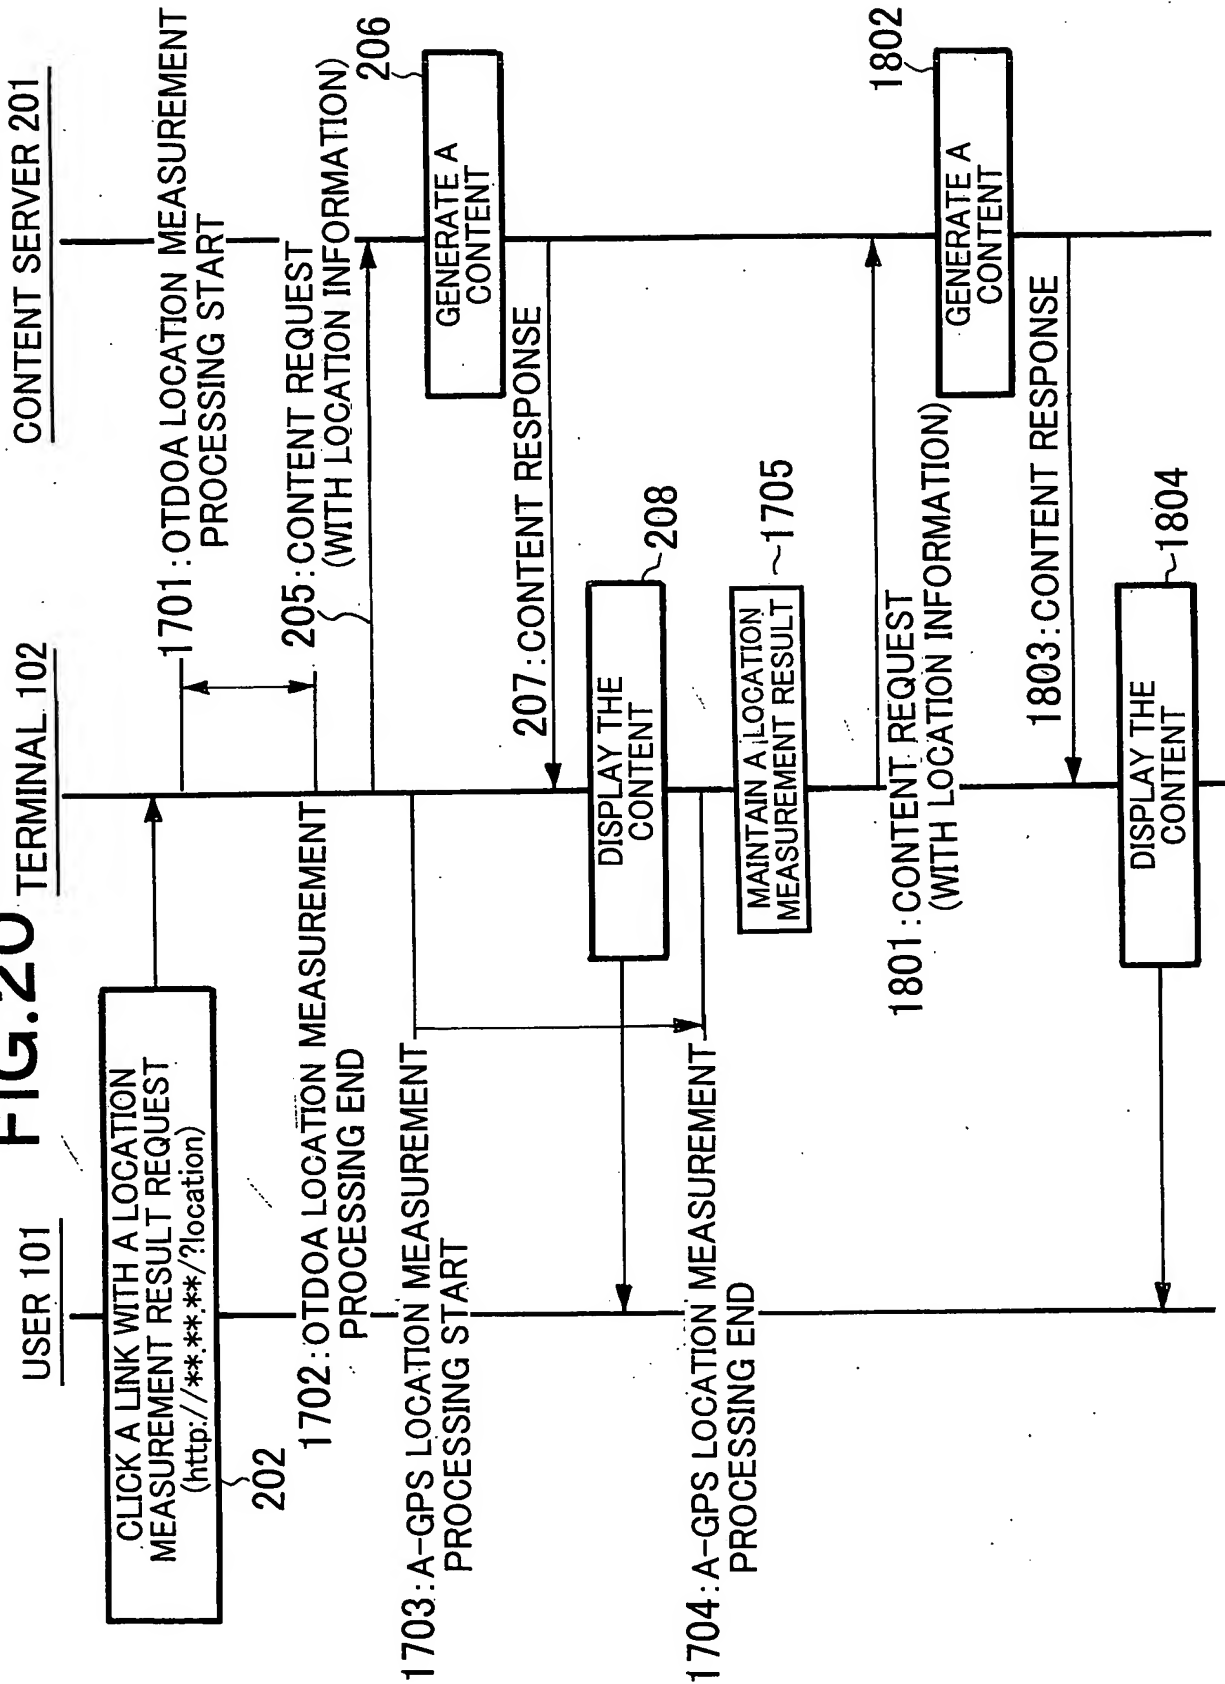 FIG.20
USER 101
TERMINAL 102
CONTENT SERVER 201
CLICK A LINK WITH A LOCATION
MEASUREMENT RESULT REQUEST
(http://**.**.**/?location)
202
1701:OTDOA LOCATION MEASUREMENT
PROCESSING START
1702:OTDOA LOCATION MEASUREMENT
PROCESSING END
205:CONTENT REQUEST
(WITH LOCATION INFORMATION)
206
1703:A-GPS LOCATION MEASUREMENT
PROCESSING START
GENERATE A
CONTENT
207:CONTENT RESPONSE
DISPLAY THE
CONTENT
208
1704:A-GPS LOCATION MEASUREMENT
PROCESSING END
MAINTAIN A LOCATION
MEASUREMENT RESULT
1705
1801:CONTENT REQUEST
(WITH LOCATION INFORMATION)
1802
GENERATE A
CONTENT
1803:CONTENT RESPONSE
DISPLAY THE
CONTENT
1804